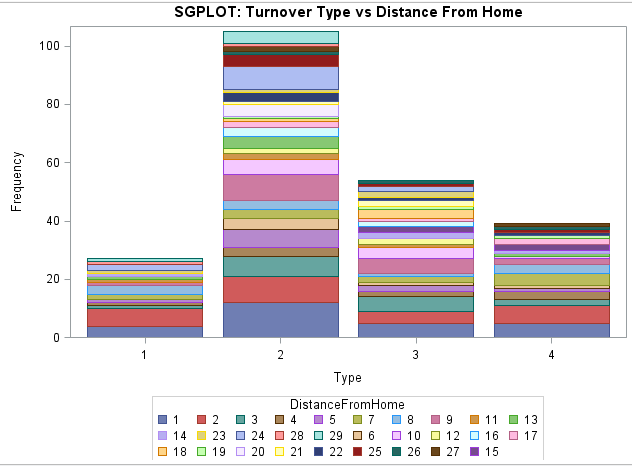 SGPLOT: Turnover Type vs Distance From Home
100
80
60
40
20
0
Frequency
1 2 3 4
Type
DistanceFromHome
1 2 3 4 5 7 8 9 11 13
14 23 24 28 29 6 10 12 16 17
18 19 20 21 22 25 26 27 15